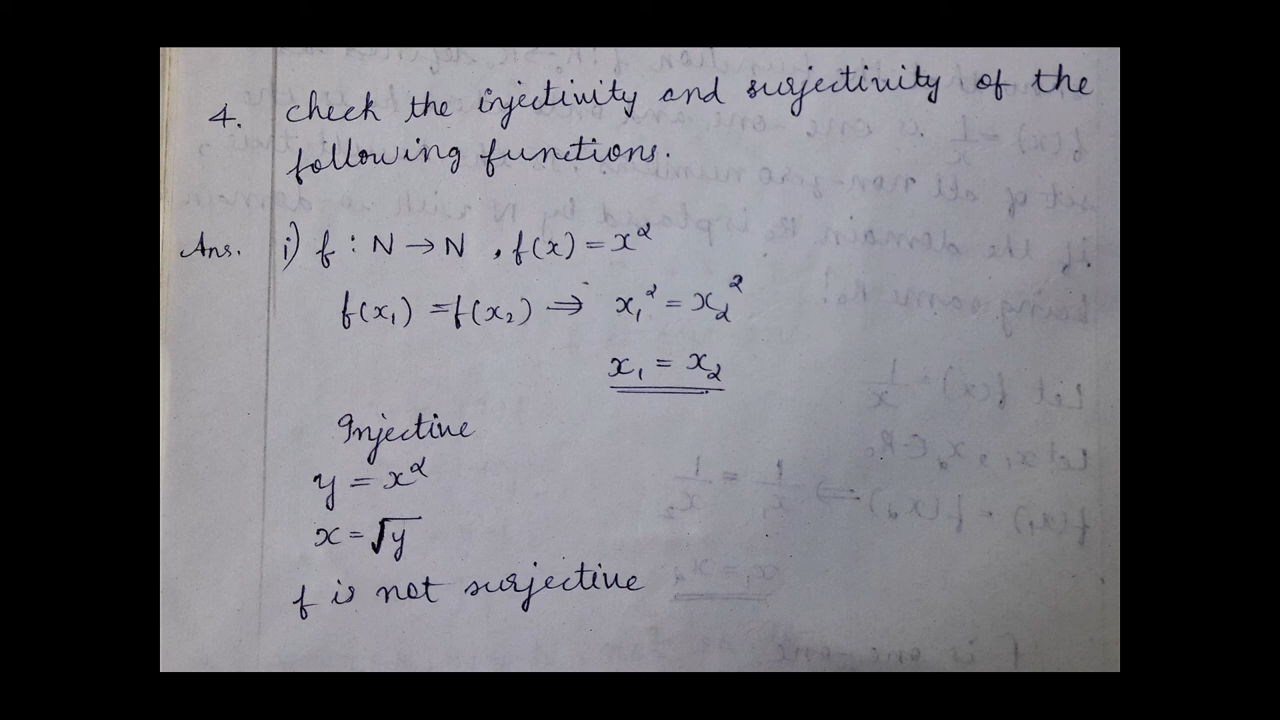 4. Check the injectivity and surjectivity of the
following functions.
Ans. i) f : N → N , f(x) = x²
f(x₁) = f(x₂) ⇒ x₁² = x₂²
x₁ = x₂
Injective
y = x²
x = √y
f is not surjective